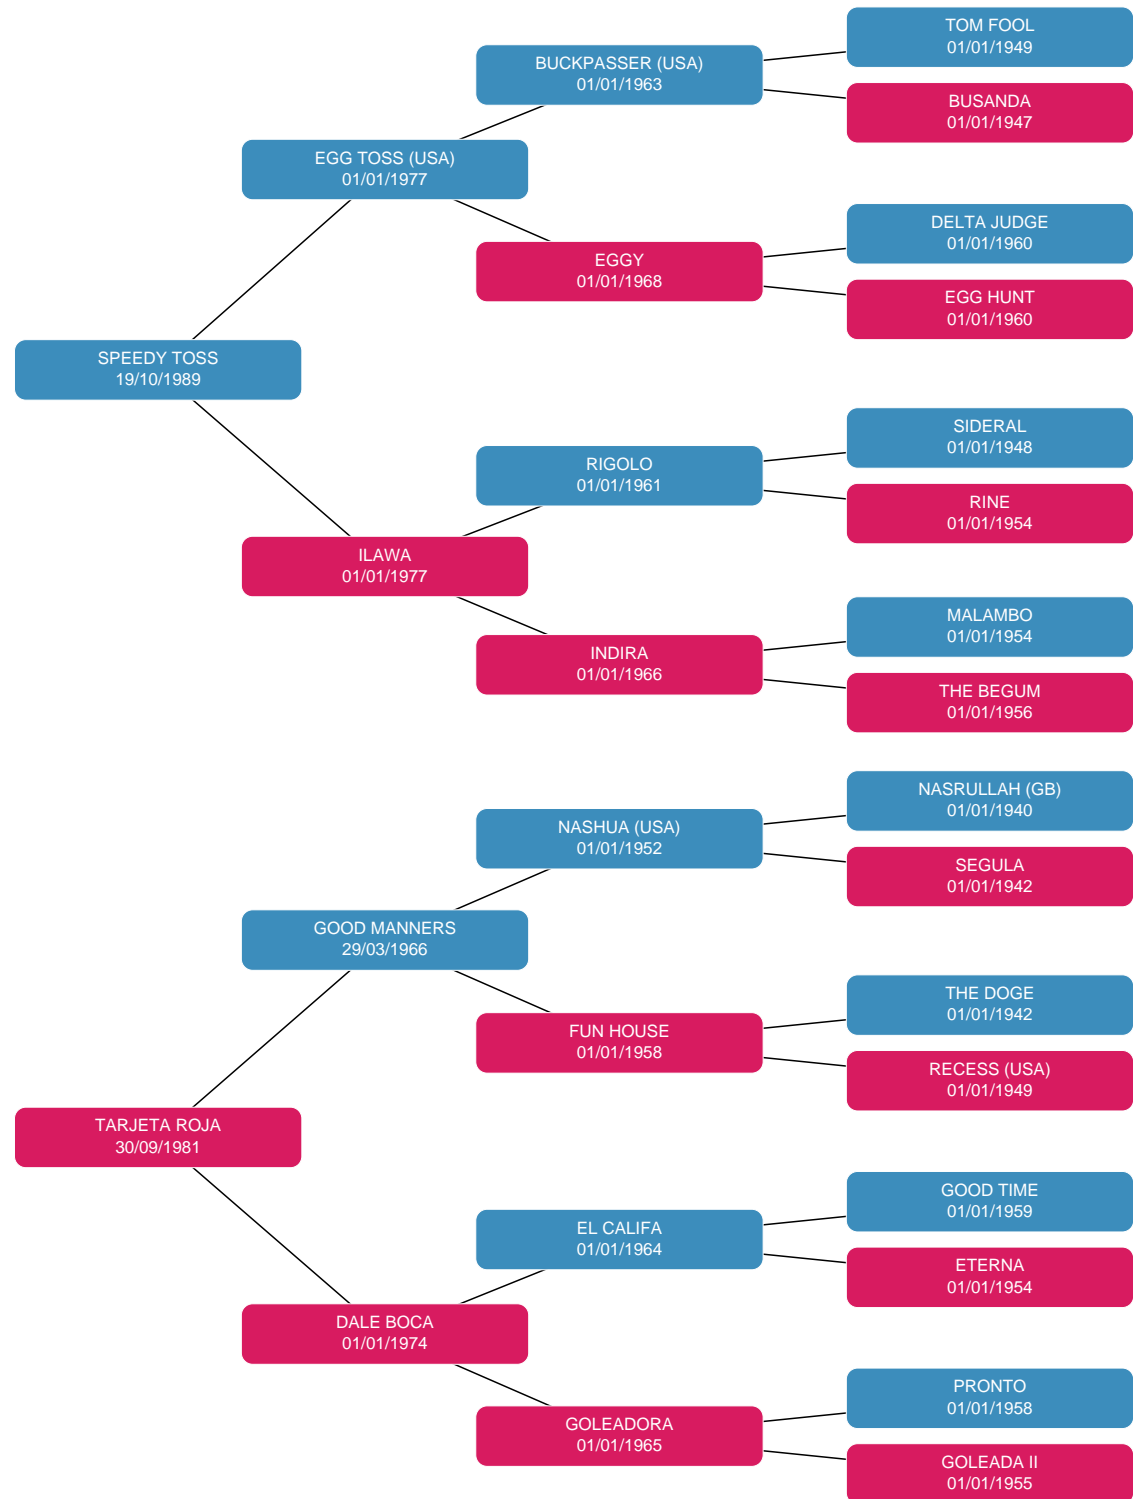 TOM FOOL
01/01/1949
BUCKPASSER (USA)
01/01/1963
BUSANDA
01/01/1947
EGG TOSS (USA)
01/01/1977
DELTA JUDGE
01/01/1960
EGGY
01/01/1968
EGG HUNT
01/01/1960
SPEEDY TOSS
19/10/1989
SIDERAL
01/01/1948
RIGOLO
01/01/1961
RINE
01/01/1954
ILAWA
01/01/1977
MALAMBO
01/01/1954
INDIRA
01/01/1966
THE BEGUM
01/01/1956
NASRULLAH (GB)
01/01/1940
NASHUA (USA)
01/01/1952
SEGULA
01/01/1942
GOOD MANNERS
29/03/1966
THE DOGE
01/01/1942
FUN HOUSE
01/01/1958
RECESS (USA)
01/01/1949
TARJETA ROJA
30/09/1981
GOOD TIME
01/01/1959
EL CALIFA
01/01/1964
ETERNA
01/01/1954
DALE BOCA
01/01/1974
PRONTO
01/01/1958
GOLEADORA
01/01/1965
GOLEADA II
01/01/1955